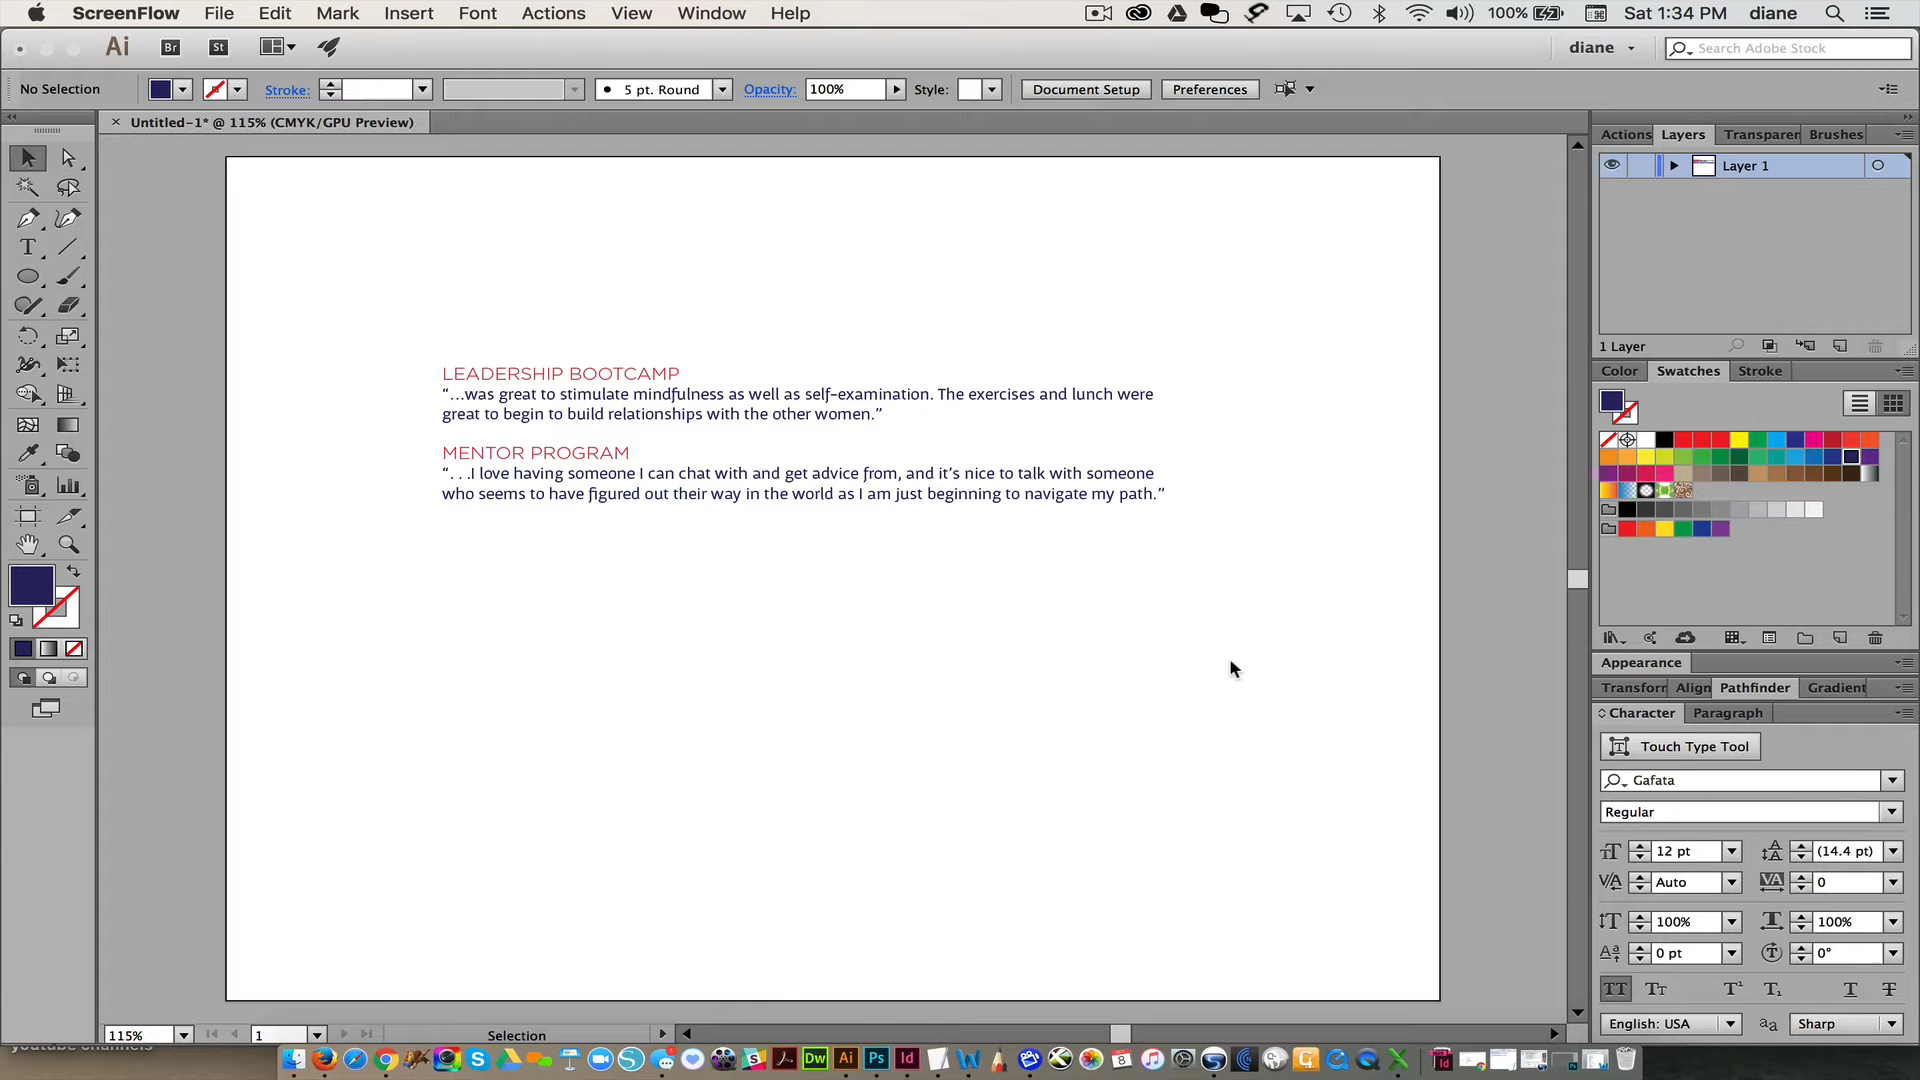 ScreenFlow File Edit Mark Insert Font Actions View Window Help 100% Sat 1:34 PM diane
Ai Br St diane Search Adobe Stock
No Selection Stroke: 5 pt. Round Opacity: 100% Style: Document Setup Preferences
× Untitled-1* @ 115% (CMYK/GPU Preview)
Actions Layers Transparen Brushes
Layer 1
1 Layer
Color Swatches Stroke
LEADERSHIP BOOTCAMP
“...was great to stimulate mindfulness as well as self-examination. The exercises and lunch were
great to begin to build relationships with the other women.”
MENTOR PROGRAM
“. . .I love having someone I can chat with and get advice from, and it’s nice to talk with someone
who seems to have figured out their way in the world as I am just beginning to navigate my path.”
Appearance
Transform Align Pathfinder Gradient
Character Paragraph
Touch Type Tool
Gafata
Regular
12 pt (14.4 pt)
Auto 0
100% 100%
0 pt 0°
English: USA Sharp
115% 1 Selection
youtube channels
Dw Ai Ps Id